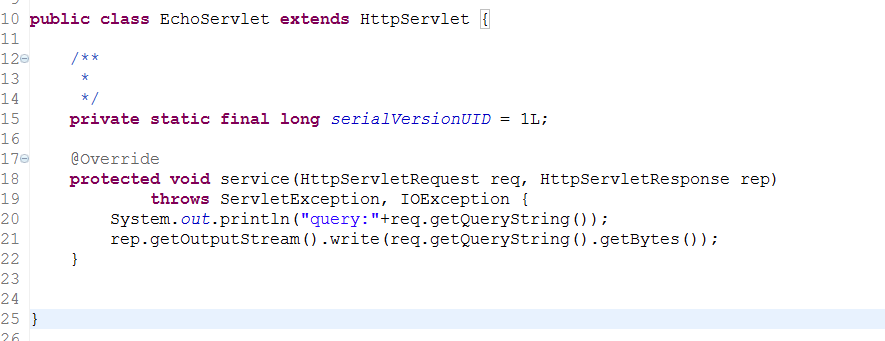 10 public class EchoServlet extends HttpServlet {
11
12 /**
13 *
14 */
15 private static final long serialVersionUID = 1L;
16
17 @Override
18 protected void service(HttpServletRequest req, HttpServletResponse rep)
19 throws ServletException, IOException {
20 System.out.println("query:"+req.getQueryString());
21 rep.getOutputStream().write(req.getQueryString().getBytes());
22 }
23
24
25 }
26